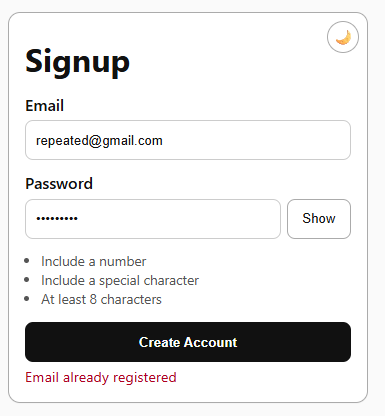 Signup
Email
repeated@gmail.com
Password
•••••••••
Show
• Include a number
• Include a special character
• At least 8 characters
Create Account
Email already registered